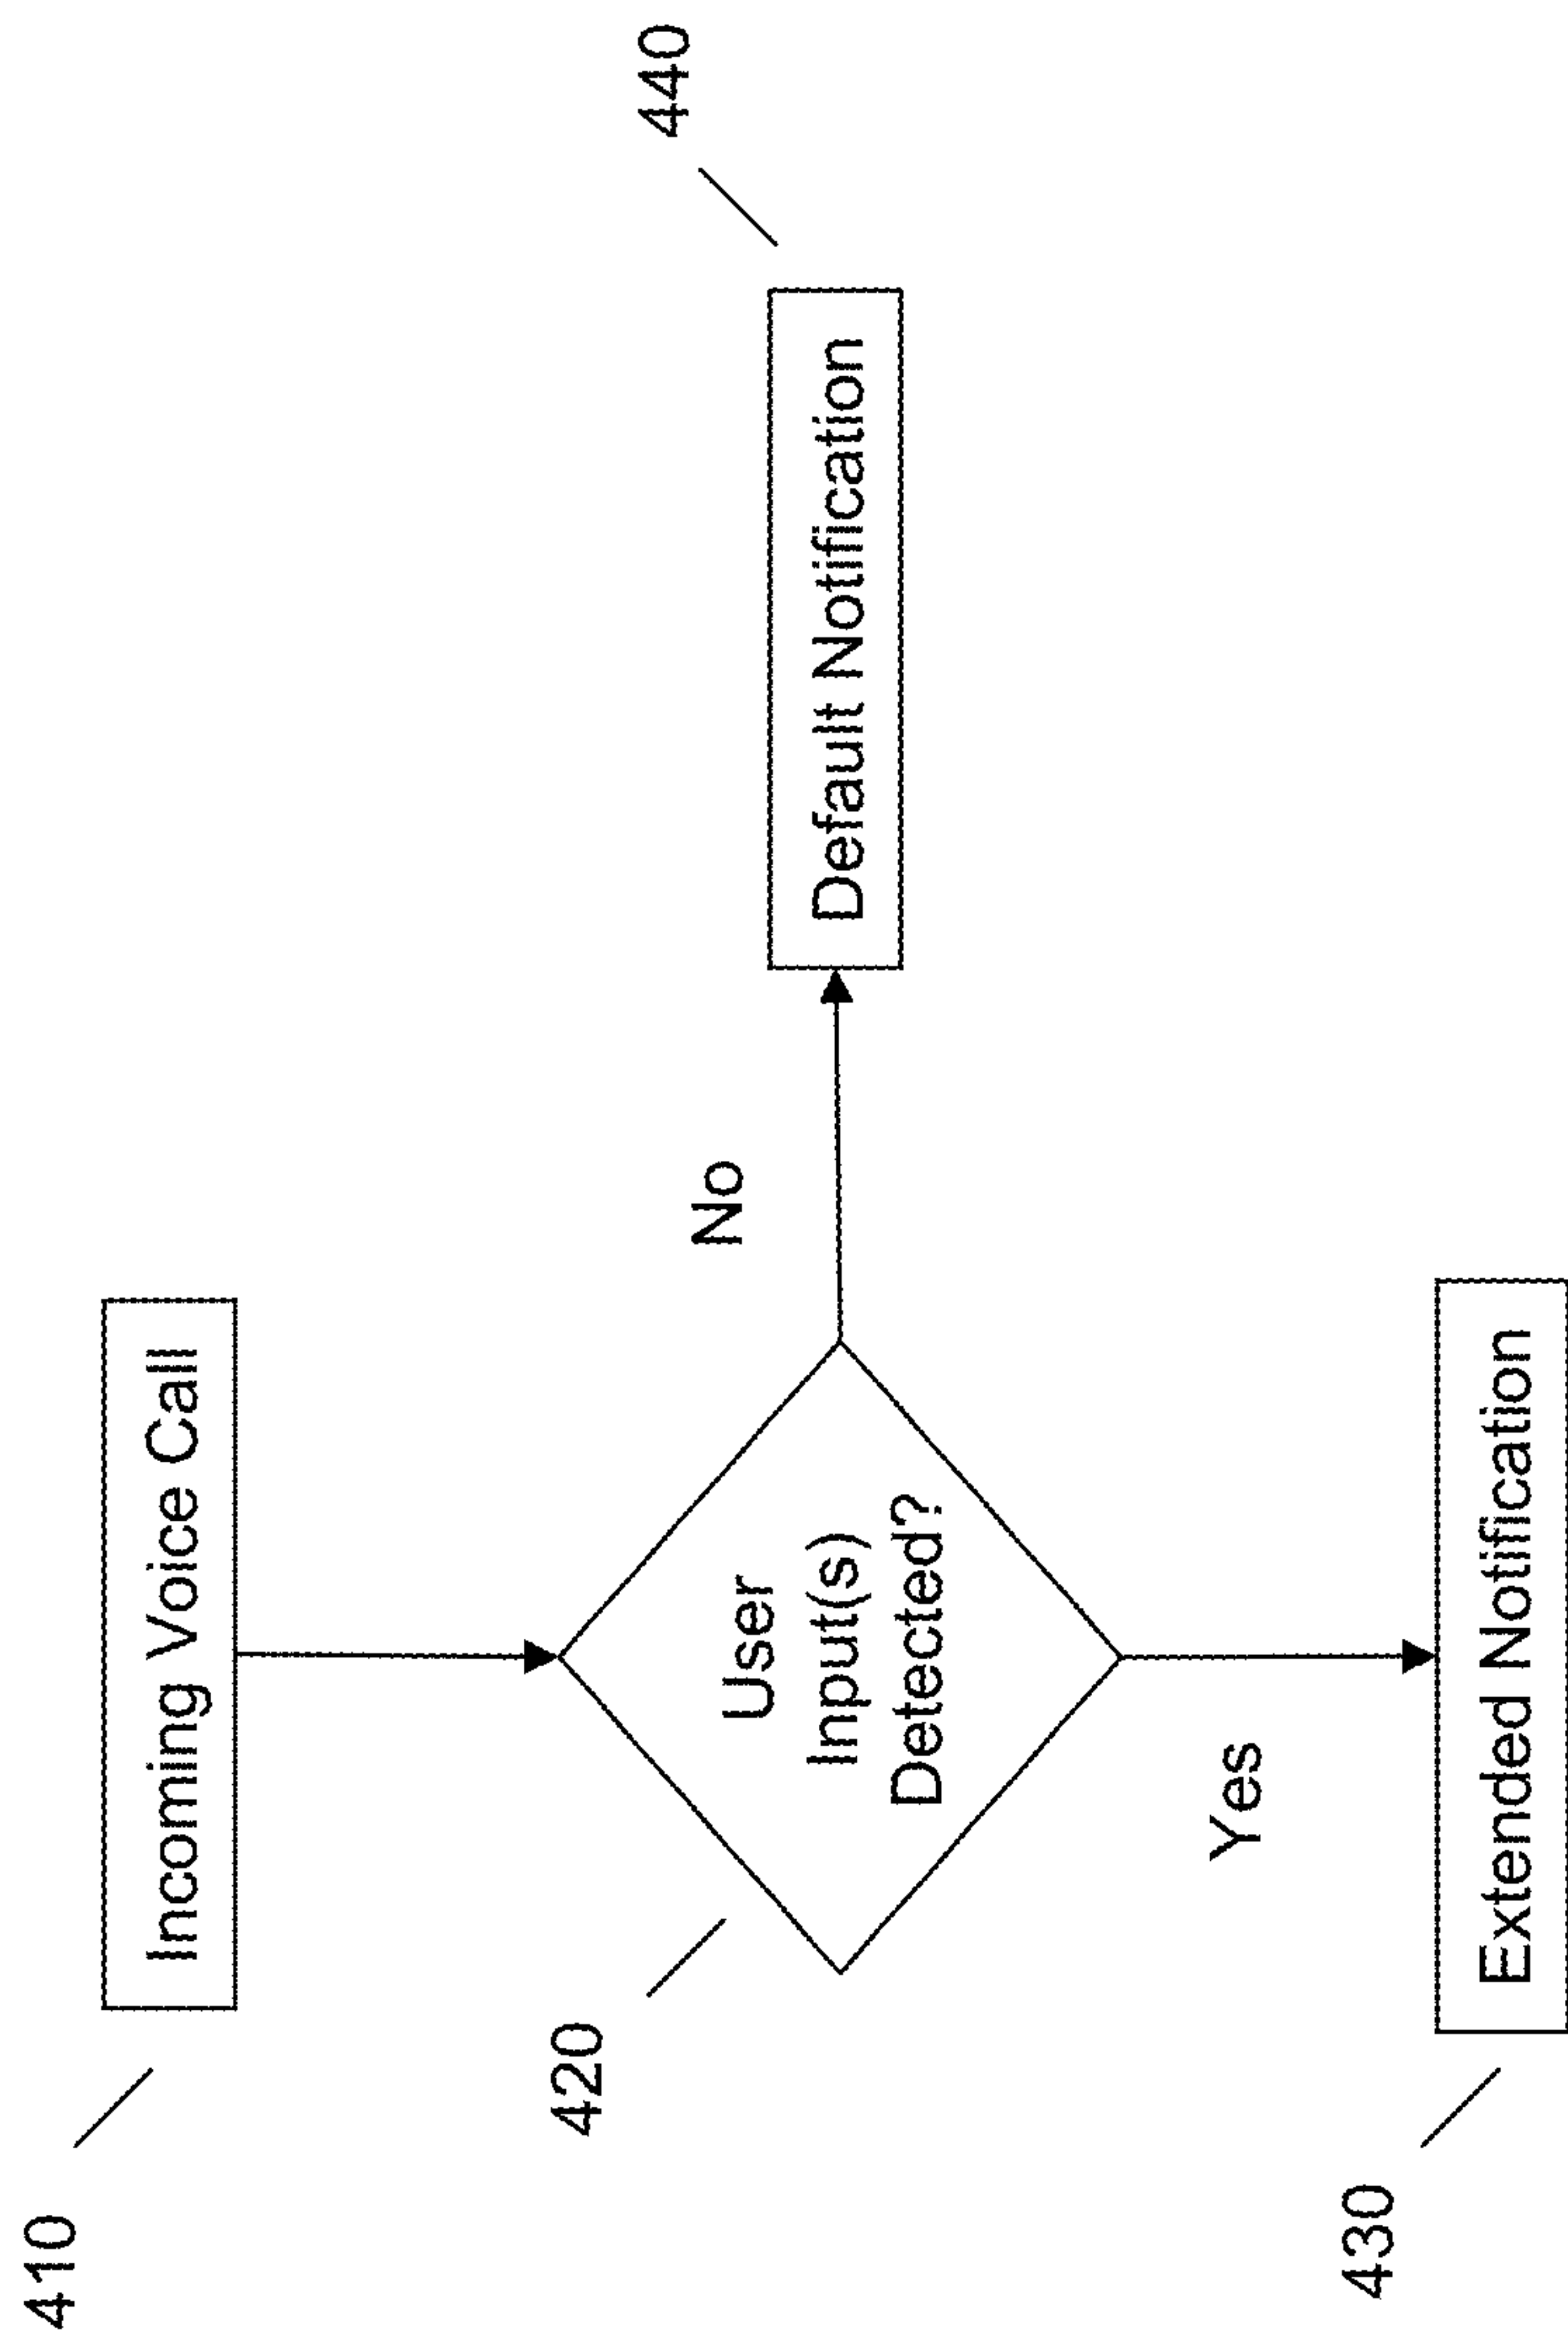 410
Incoming Voice Call
420
User
Input(s)
Detected?
No
440
Default Notification
Yes
430
Extended Notification